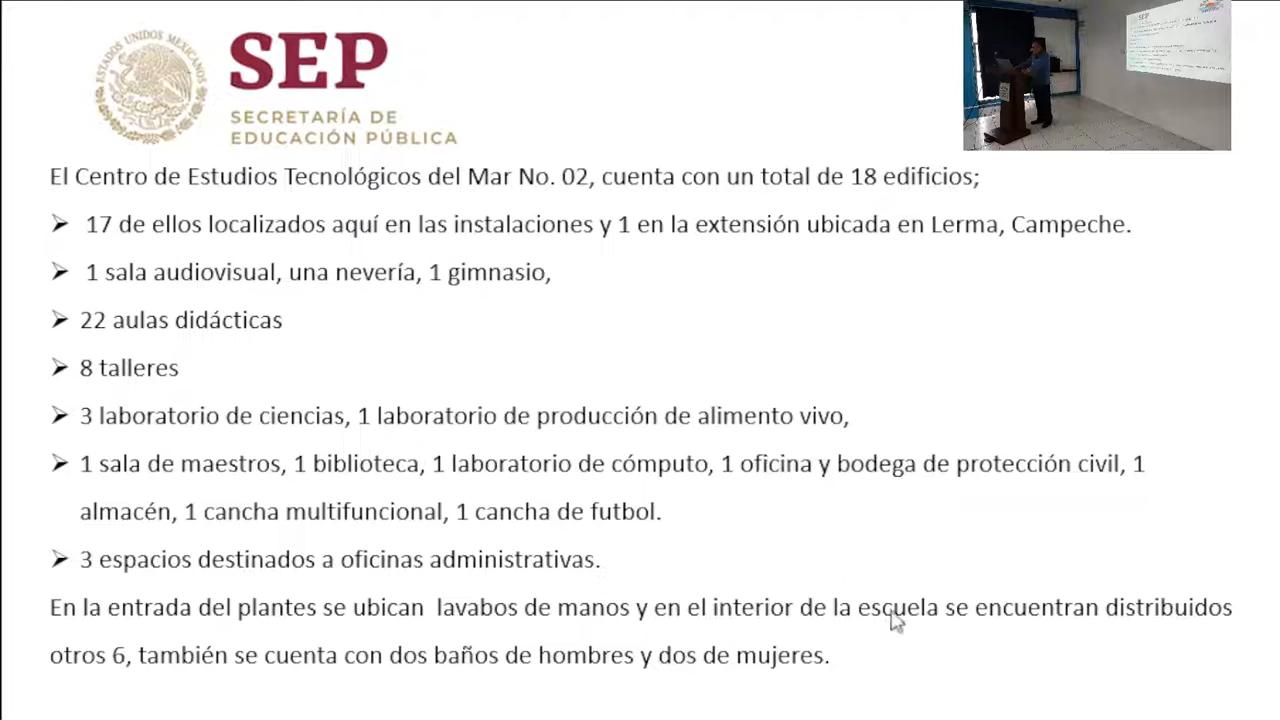 ESTADOS UNIDOS MEXICANOS
SEP
SECRETARÍA DE
EDUCACIÓN PÚBLICA
SEP
El Centro de Estudios Tecnológicos del Mar No. 02, cuenta con un total de 18 edificios;
➢ 17 de ellos localizados aquí en las instalaciones y 1 en la extensión ubicada en Lerma, Campeche.
➢ 1 sala audiovisual, una nevería, 1 gimnasio,
➢ 22 aulas didácticas
➢ 8 talleres
➢ 3 laboratorio de ciencias, 1 laboratorio de producción de alimento vivo,
➢ 1 sala de maestros, 1 biblioteca, 1 laboratorio de cómputo, 1 oficina y bodega de protección civil, 1
almacén, 1 cancha multifuncional, 1 cancha de futbol.
➢ 3 espacios destinados a oficinas administrativas.
En la entrada del plantes se ubican lavabos de manos y en el interior de la escuela se encuentran distribuidos
otros 6, también se cuenta con dos baños de hombres y dos de mujeres.